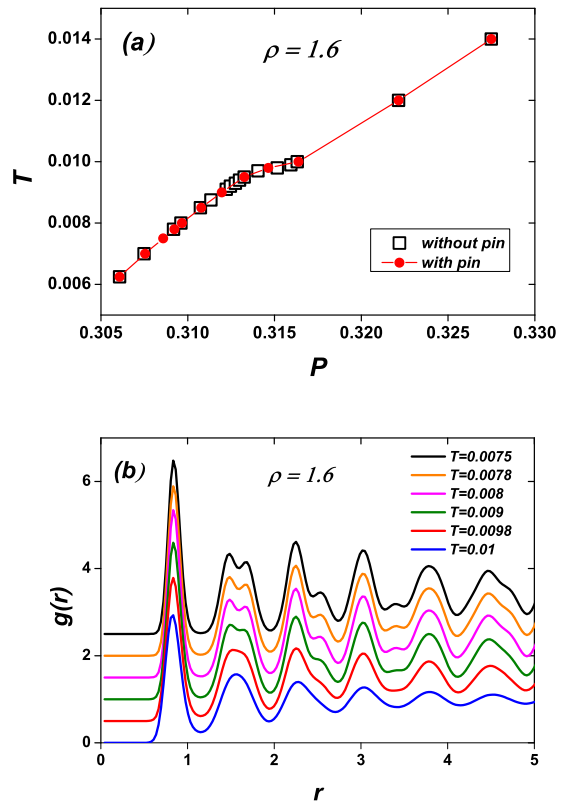 (a)
ρ = 1.6
0.014
0.012
0.010
0.008
0.006
T
without pin
with pin
0.305 0.310 0.315 0.320 0.325 0.330
P
(b)
ρ = 1.6
T=0.0075
T=0.0078
T=0.008
T=0.009
T=0.0098
T=0.01
6
4
2
0
g(r)
0 1 2 3 4 5
r